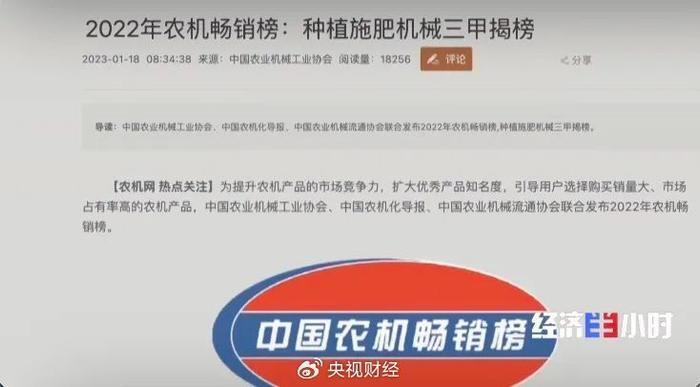 2022年农机畅销榜：种植施肥机械三甲揭榜
2023-01-18 08:34:38 来源：中国农业机械工业协会 阅读量：18256 评论 分享
导读： 中国农业机械工业协会、中国农机化导报、中国农业机械流通协会联合发布2022年农机畅销榜,种植施肥机械三甲揭榜。
【农机网 热点关注】为提升农机产品的市场竞争力，扩大优秀产品知名度，引导用户选择购买销量大、市场
占有率高的农机产品，中国农业机械工业协会、中国农机化导报、中国农业机械流通协会联合发布2022年农机畅
销榜。
中国农机畅销榜
经济半小时
央视财经